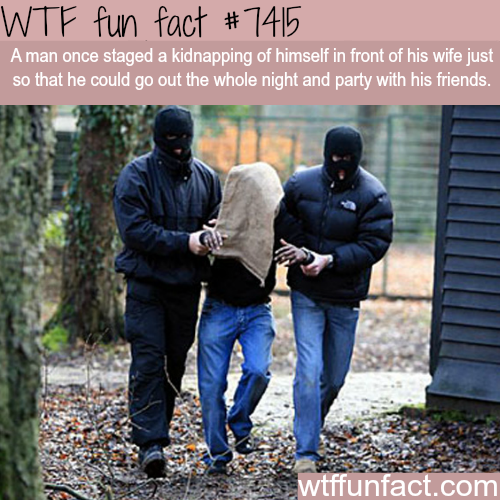 WTF fun fact #7415
A man once staged a kidnapping of himself in front of his wife just
so that he could go out the whole night and party with his friends.
wtffunfact.com